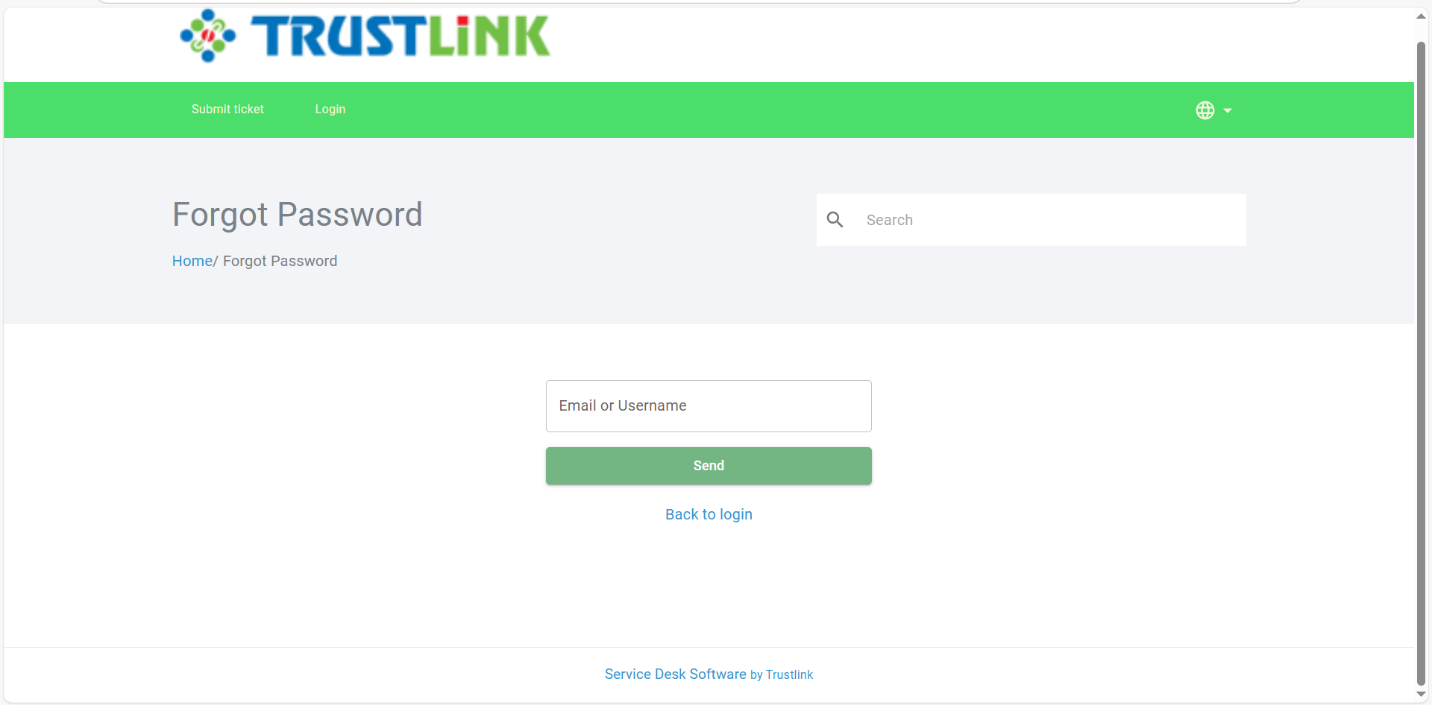 TRUSTLiNK
Submit ticket Login
Forgot Password
Search
Home/ Forgot Password
Email or Username
Send
Back to login
Service Desk Software by Trustlink